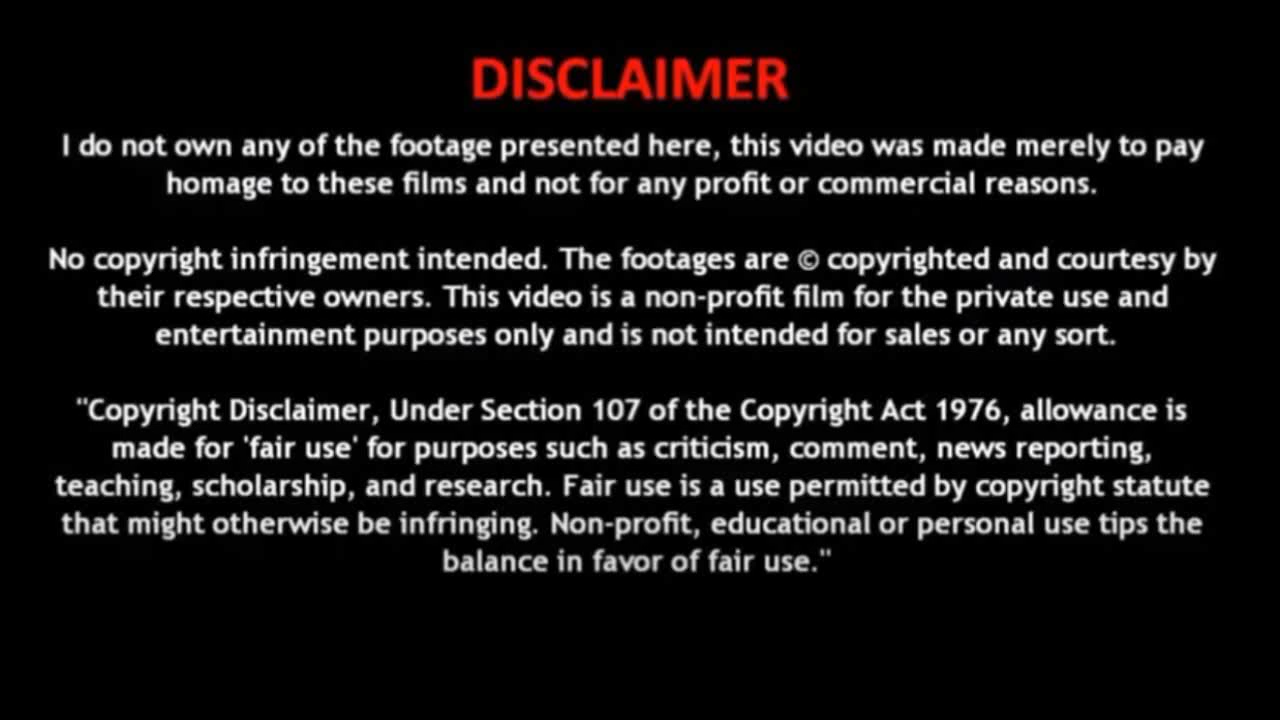 DISCLAIMER
I do not own any of the footage presented here, this video was made merely to pay
homage to these films and not for any profit or commercial reasons.
No copyright infringement intended. The footages are © copyrighted and courtesy by
their respective owners. This video is a non-profit film for the private use and
entertainment purposes only and is not intended for sales or any sort.
"Copyright Disclaimer, Under Section 107 of the Copyright Act 1976, allowance is
made for 'fair use' for purposes such as criticism, comment, news reporting,
teaching, scholarship, and research. Fair use is a use permitted by copyright statute
that might otherwise be infringing. Non-profit, educational or personal use tips the
balance in favor of fair use."